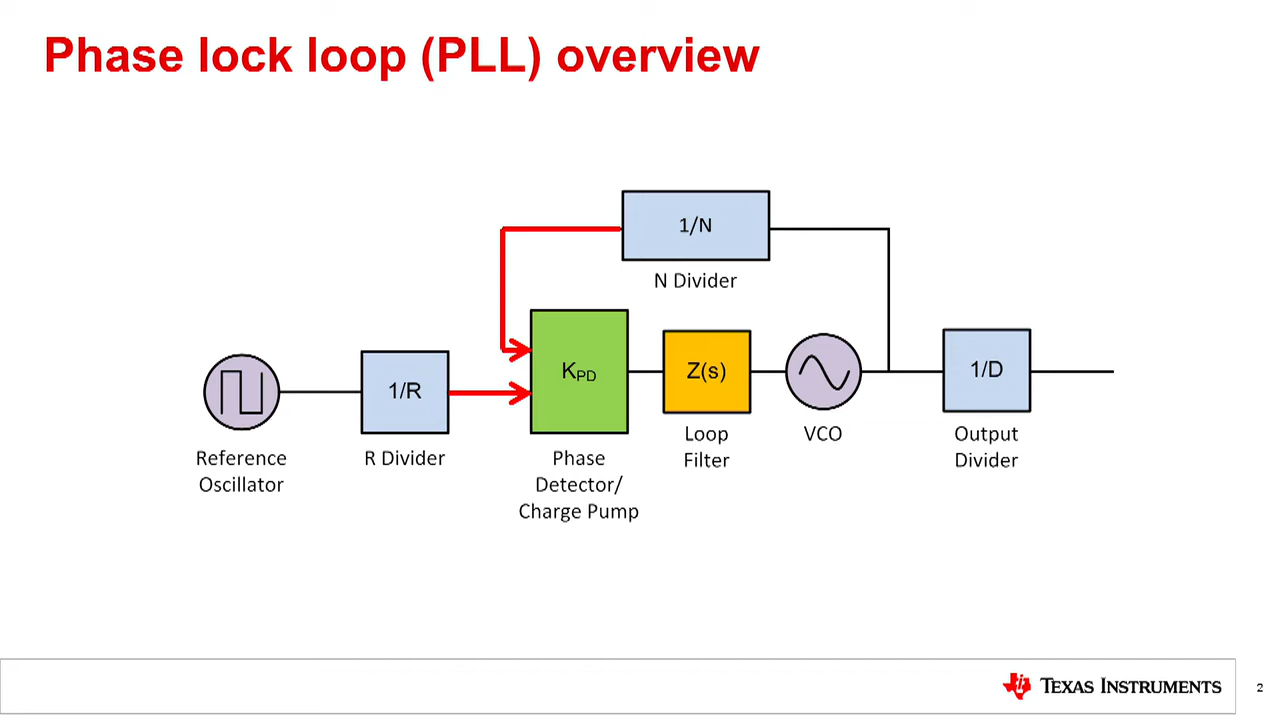 Phase lock loop (PLL) overview
1/N
N Divider
1/R
KPD
Z(s)
1/D
Reference
Oscillator
R Divider
Phase
Detector/
Charge Pump
Loop
Filter
VCO
Output
Divider
TEXAS INSTRUMENTS
2